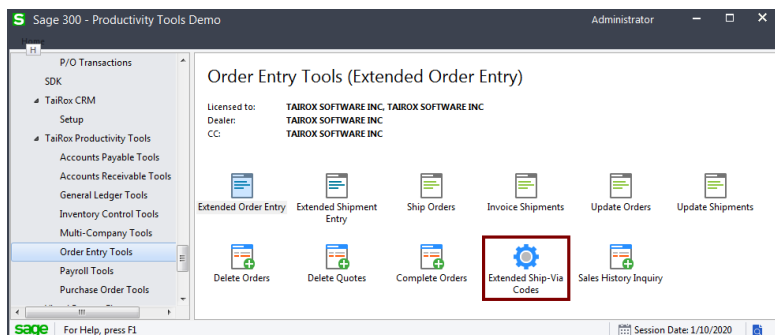 S Sage 300 - Productivity Tools Demo
Administrator
H
P/O Transactions
SDK
TaiRox CRM
Setup
TaiRox Productivity Tools
Accounts Payable Tools
Accounts Receivable Tools
General Ledger Tools
Inventory Control Tools
Multi-Company Tools
Order Entry Tools
Payroll Tools
Purchase Order Tools
Order Entry Tools (Extended Order Entry)
Licensed to: TAIROX SOFTWARE INC, TAIROX SOFTWARE INC
Dealer: TAIROX SOFTWARE INC
CC: TAIROX SOFTWARE INC
Extended Order Entry
Extended Shipment
Entry
Ship Orders
Invoice Shipments
Update Orders
Update Shipments
Delete Orders
Delete Quotes
Complete Orders
Extended Ship-Via
Codes
Sales History Inquiry
sage For Help, press F1
Session Date: 1/10/2020